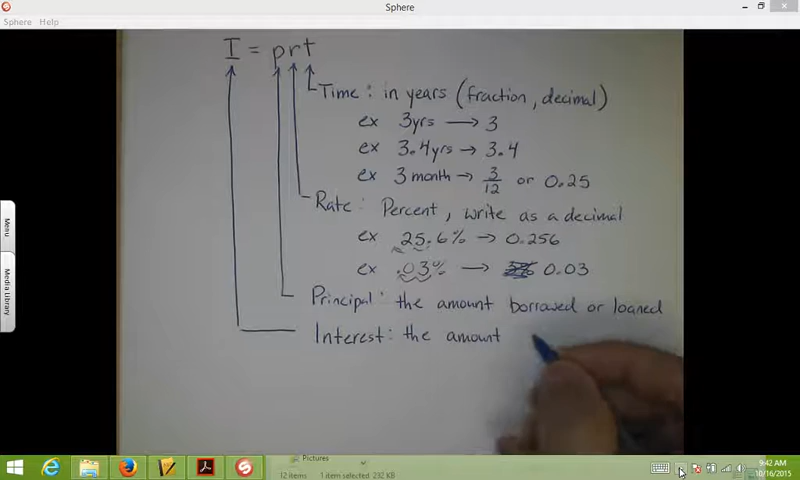 Sphere
Sphere Help
I = prt
Time : in years (fraction, decimal)
ex 3yrs → 3
ex 3.4yrs → 3.4
ex 3 month → 3/12 or 0.25
Rate : Percent, write as a decimal
ex 25.6% → 0.256
ex .03% → 0.03
Principal: the amount borrowed or loaned
Interest: the amount
Menu
Media Library
Pictures
12 items 1 item selected 232 KB
9:42 AM
10/16/2015